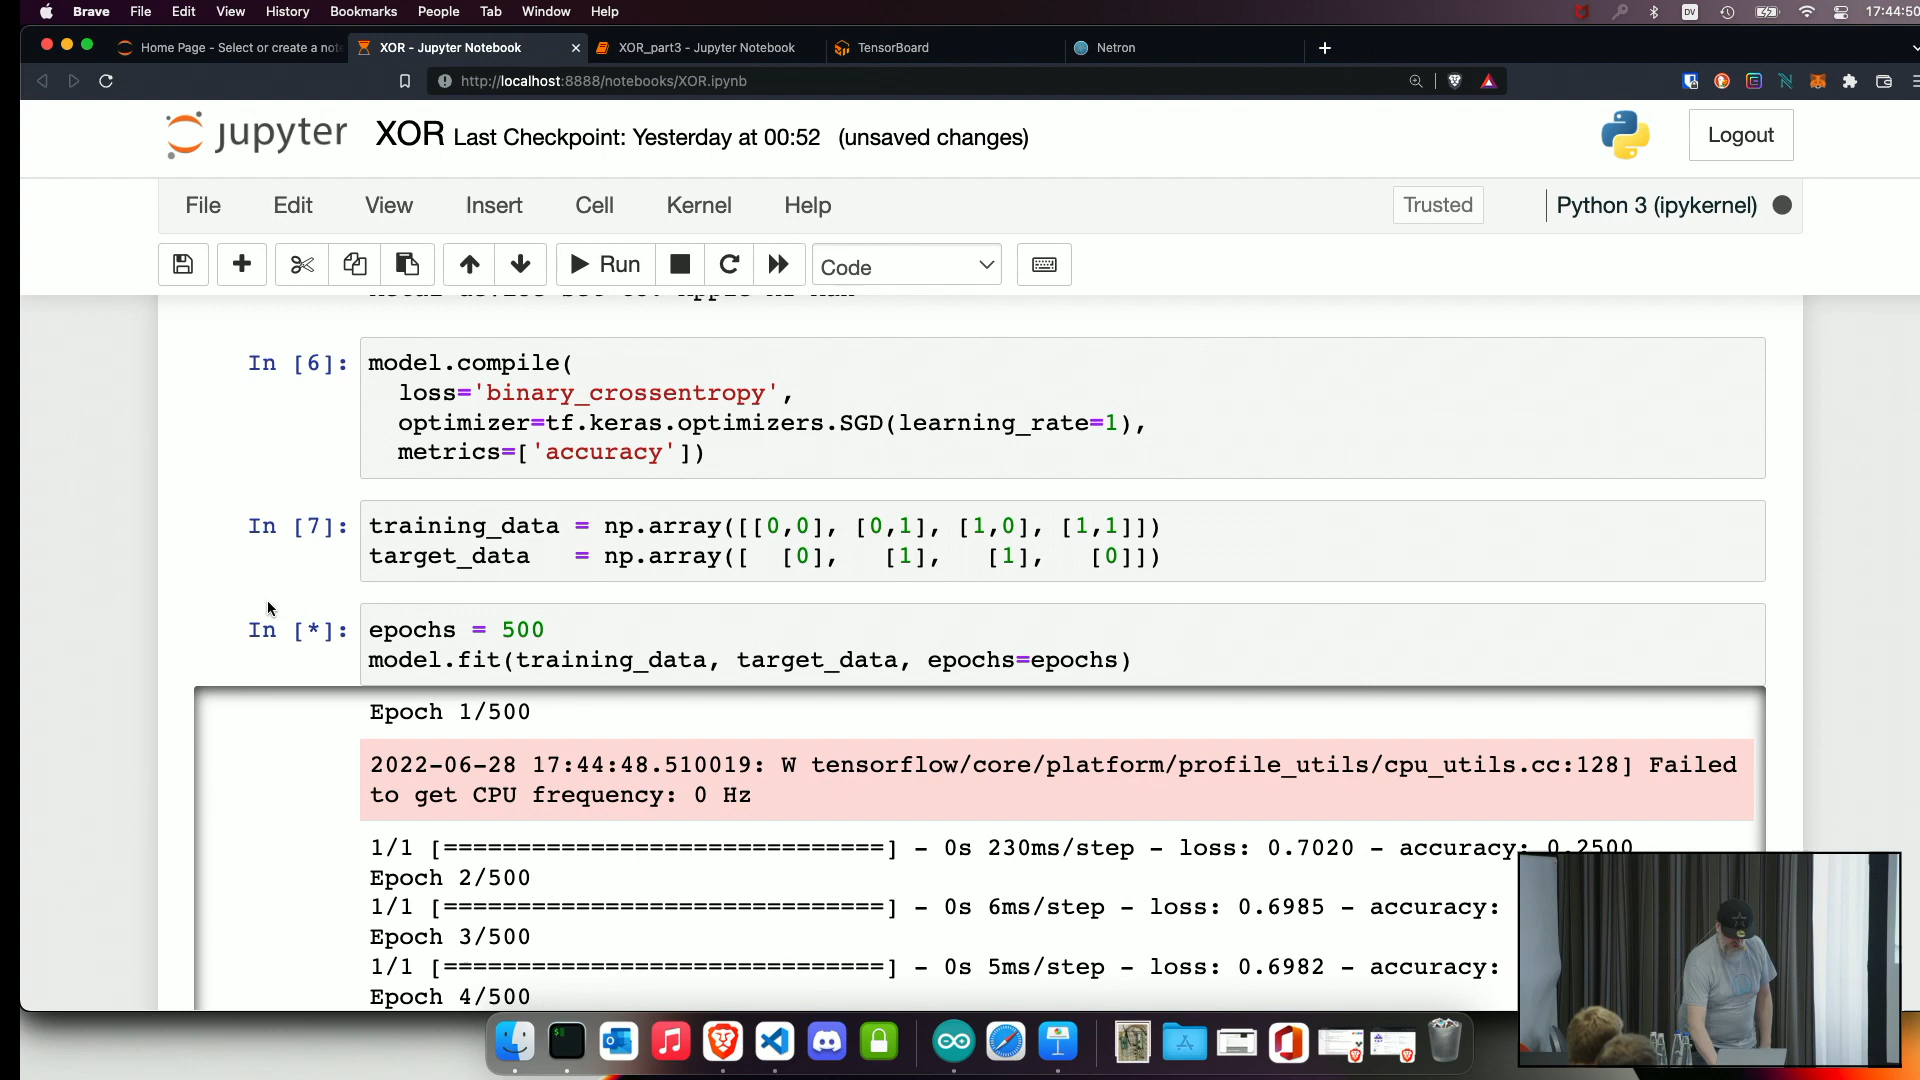 Brave File Edit View History Bookmarks People Tab Window Help DV 17:44:50
Home Page - Select or create a not XOR - Jupyter Notebook XOR_part3 - Jupyter Notebook TensorBoard Netron
http://localhost:8888/notebooks/XOR.ipynb
jupyter XOR Last Checkpoint: Yesterday at 00:52 (unsaved changes) Logout
File Edit View Insert Cell Kernel Help Trusted Python 3 (ipykernel)
Run Code
In [6]: model.compile(
loss='binary_crossentropy',
optimizer=tf.keras.optimizers.SGD(learning_rate=1),
metrics=['accuracy'])
In [7]: training_data = np.array([[0,0], [0,1], [1,0], [1,1]])
target_data = np.array([ [0], [1], [1], [0]])
In [*]: epochs = 500
model.fit(training_data, target_data, epochs=epochs)
Epoch 1/500
2022-06-28 17:44:48.510019: W tensorflow/core/platform/profile_utils/cpu_utils.cc:128] Failed
to get CPU frequency: 0 Hz
1/1 [==============================] - 0s 230ms/step - loss: 0.7020 - accuracy: 0.2500
Epoch 2/500
1/1 [==============================] - 0s 6ms/step - loss: 0.6985 - accuracy:
Epoch 3/500
1/1 [==============================] - 0s 5ms/step - loss: 0.6982 - accuracy:
Epoch 4/500